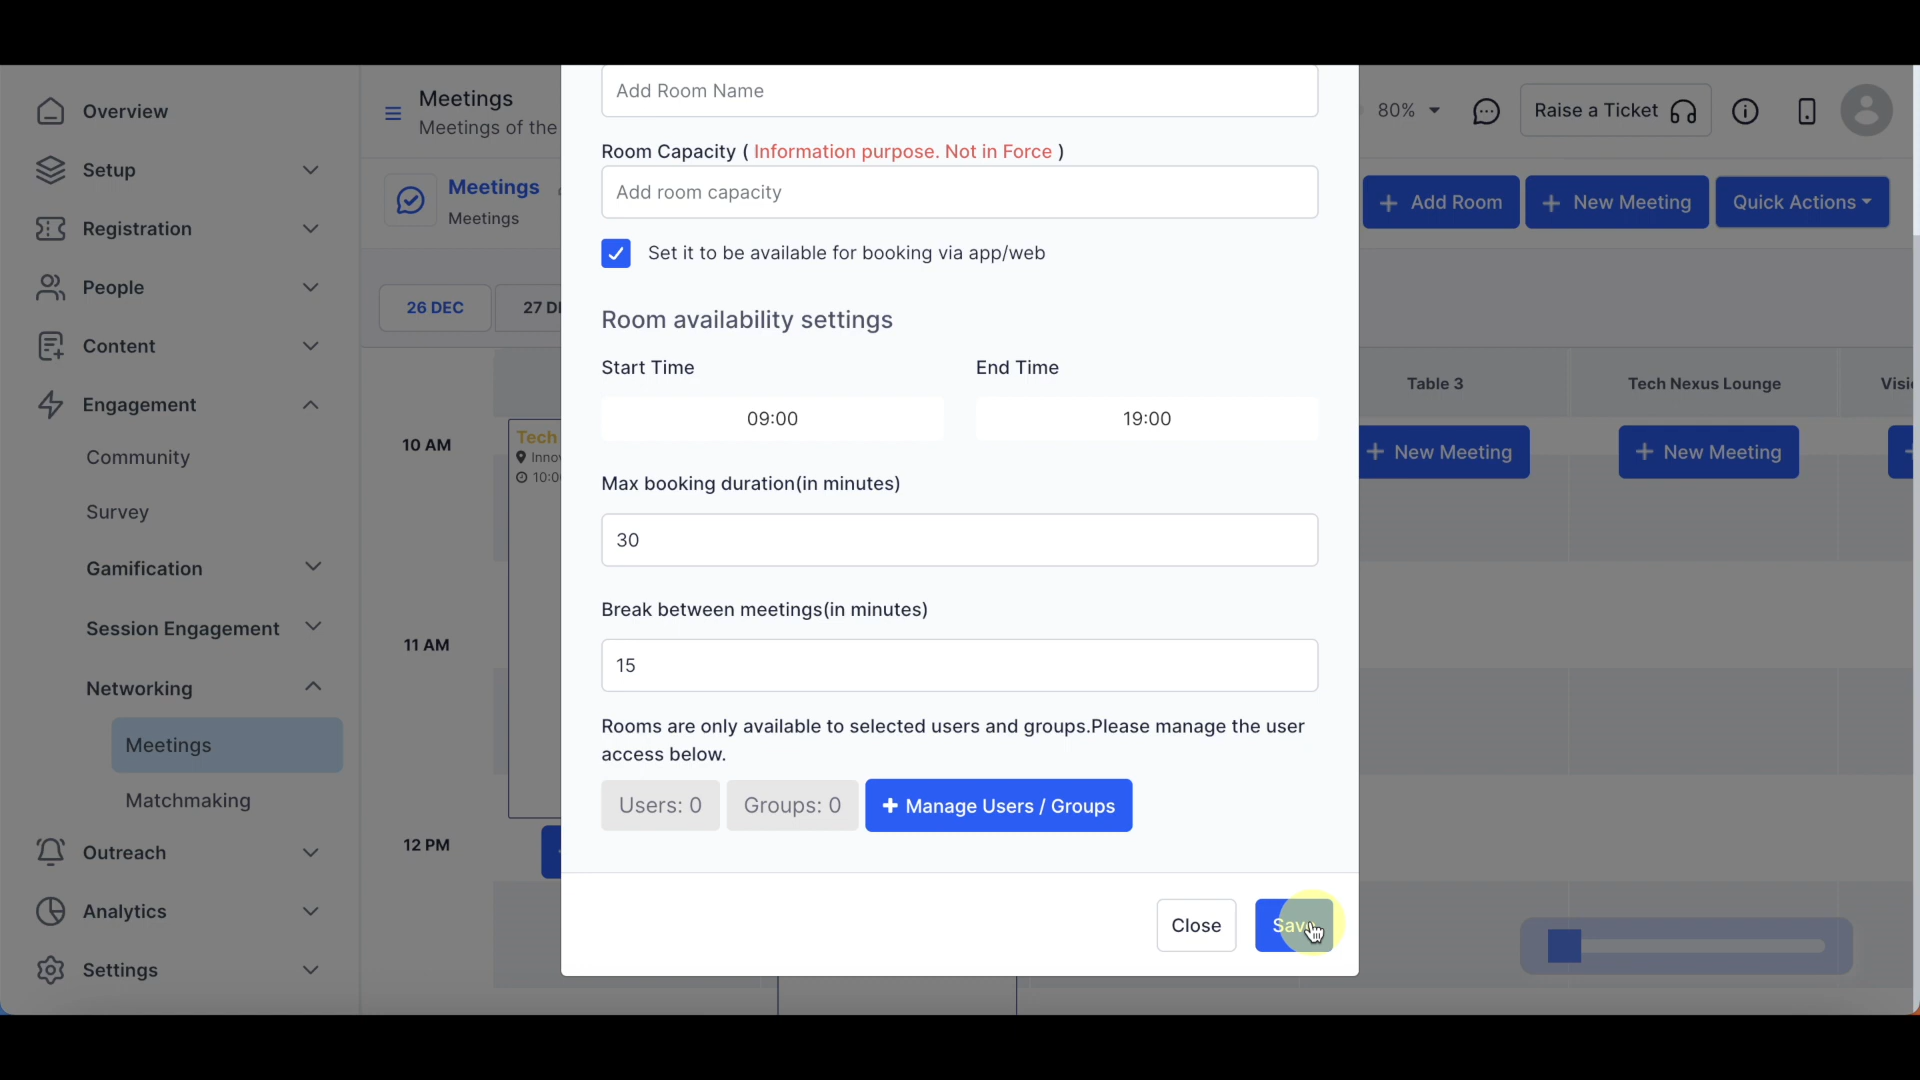 Overview
Setup
Registration
People
Content
Engagement
Community
Survey
Gamification
Session Engagement
Networking
Meetings
Matchmaking
Outreach
Analytics
Settings
Meetings
Meetings of the
80%
Raise a Ticket
Meetings
Meetings
+ Add Room
+ New Meeting
Quick Actions
26 DEC
27 D
Table 3
Tech Nexus Lounge
10 AM
Tech
10:0
+ New Meeting
+ New Meeting
11 AM
12 PM
Add Room Name
Room Capacity ( Information purpose. Not in Force )
Add room capacity
Set it to be available for booking via app/web
Room availability settings
Start Time
End Time
09:00
19:00
Max booking duration(in minutes)
30
Break between meetings(in minutes)
15
Rooms are only available to selected users and groups.Please manage the user
access below.
Users: 0
Groups: 0
+ Manage Users / Groups
Close
Save